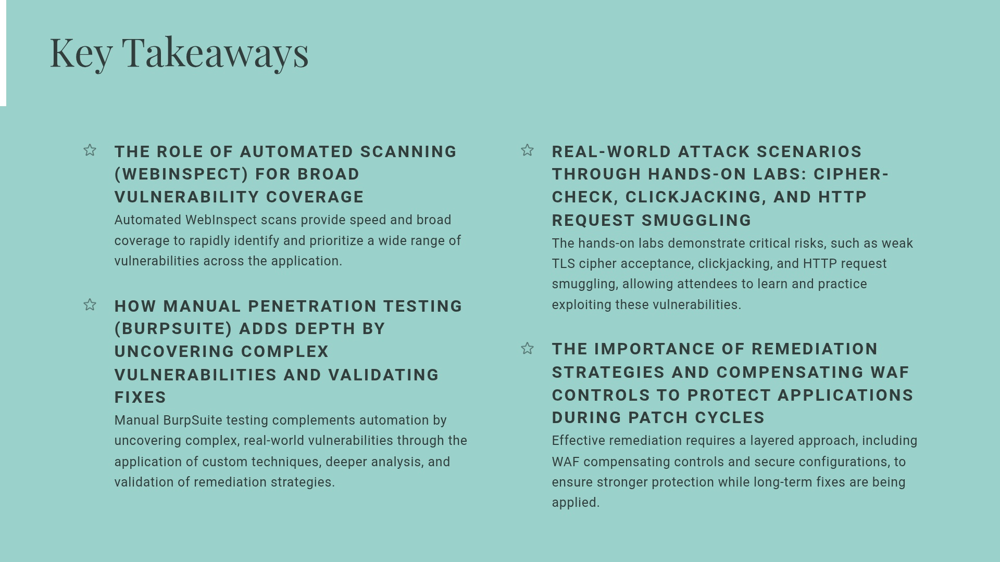 Key Takeaways
THE ROLE OF AUTOMATED SCANNING
(WEBINSPECT) FOR BROAD
VULNERABILITY COVERAGE
Automated WebInspect scans provide speed and broad
coverage to rapidly identify and prioritize a wide range of
vulnerabilities across the application.
HOW MANUAL PENETRATION TESTING
(BURPSUITE) ADDS DEPTH BY
UNCOVERING COMPLEX
VULNERABILITIES AND VALIDATING
FIXES
Manual BurpSuite testing complements automation by
uncovering complex, real-world vulnerabilities through the
application of custom techniques, deeper analysis, and
validation of remediation strategies.
REAL-WORLD ATTACK SCENARIOS
THROUGH HANDS-ON LABS: CIPHER-
CHECK, CLICKJACKING, AND HTTP
REQUEST SMUGGLING
The hands-on labs demonstrate critical risks, such as weak
TLS cipher acceptance, clickjacking, and HTTP request
smuggling, allowing attendees to learn and practice
exploiting these vulnerabilities.
THE IMPORTANCE OF REMEDIATION
STRATEGIES AND COMPENSATING WAF
CONTROLS TO PROTECT APPLICATIONS
DURING PATCH CYCLES
Effective remediation requires a layered approach, including
WAF compensating controls and secure configurations, to
ensure stronger protection while long-term fixes are being
applied.